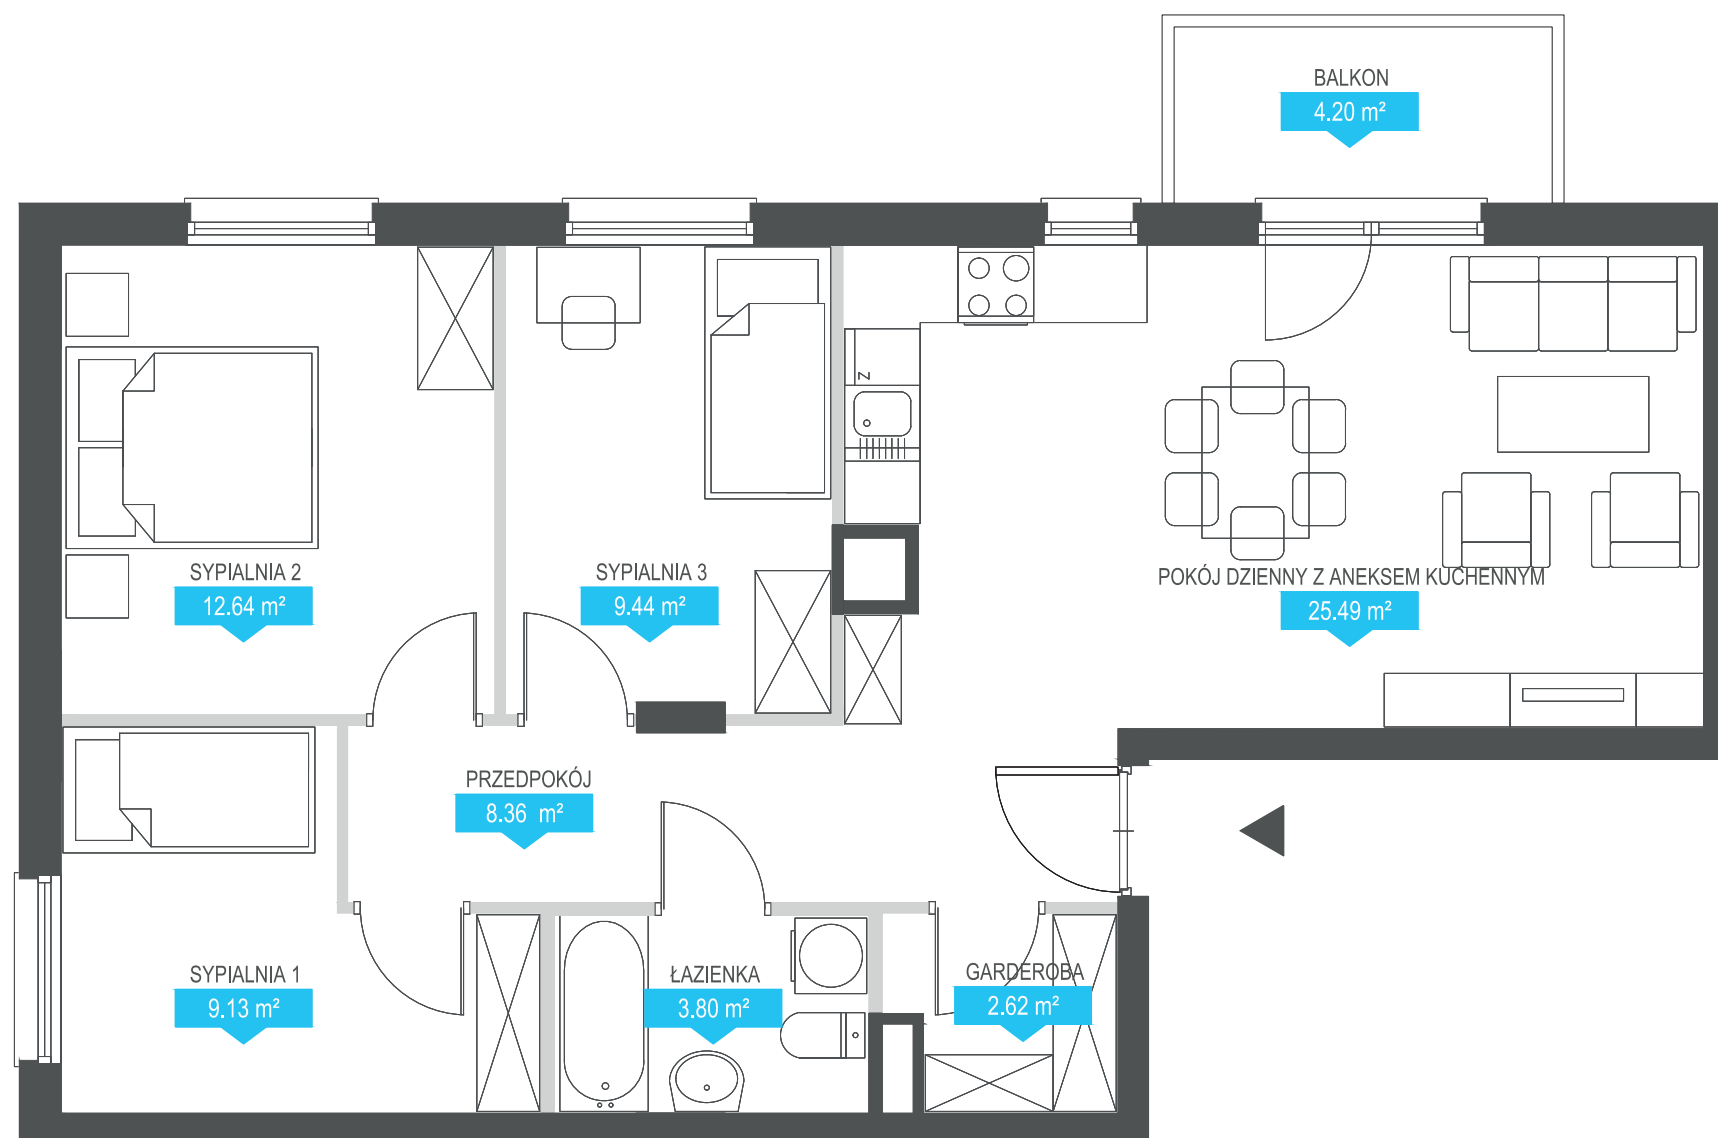 BALKON
4.20 m²
Z
SYPIALNIA 2
12.64 m²
SYPIALNIA 3
9.44 m²
POKÓJ DZIENNY Z ANEKSEM KUCHENNYM
25.49 m²
PRZEDPOKÓJ
8.36 m²
SYPIALNIA 1
9.13 m²
ŁAZIENKA
3.80 m²
GARDEROBA
2.62 m²